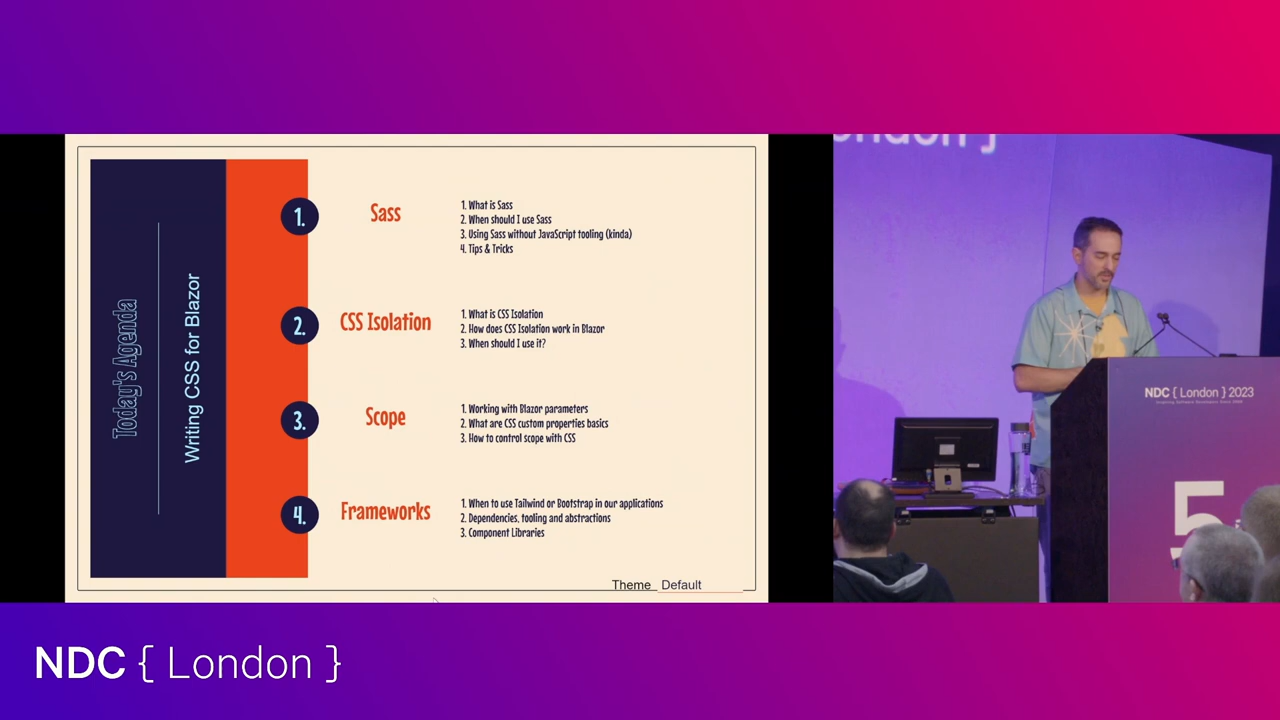 Today's Agenda
Writing CSS for Blazor
1.
Sass
1. What is Sass
2. When should I use Sass
3. Using Sass without JavaScript tooling (kinda)
4. Tips & Tricks
2.
CSS Isolation
1. What is CSS Isolation
2. How does CSS Isolation work in Blazor
3. When should I use it?
3.
Scope
1. Working with Blazor parameters
2. What are CSS custom properties basics
3. How to control scope with CSS
4.
Frameworks
1. When to use Tailwind or Bootstrap in our applications
2. Dependencies, tooling and abstractions
3. Component Libraries
Theme Default
London }
NDC { London } 2023
5
NDC { London }